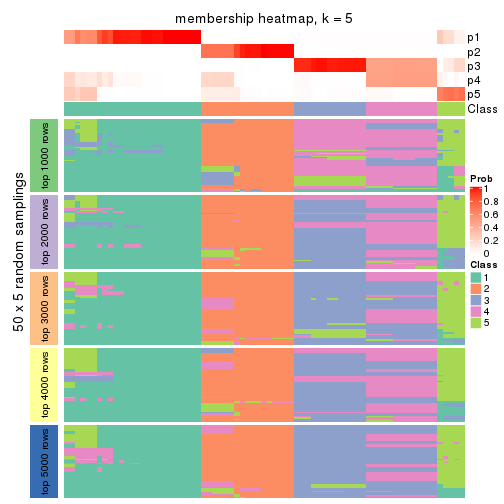 membership heatmap, k = 5
p1
p2
p3
p4
p5
Class
50 x 5 random samplings
top 1000 rows
top 2000 rows
top 3000 rows
top 4000 rows
top 5000 rows
Prob
1
0.8
0.6
0.4
0.2
0
Class
1
2
3
4
5